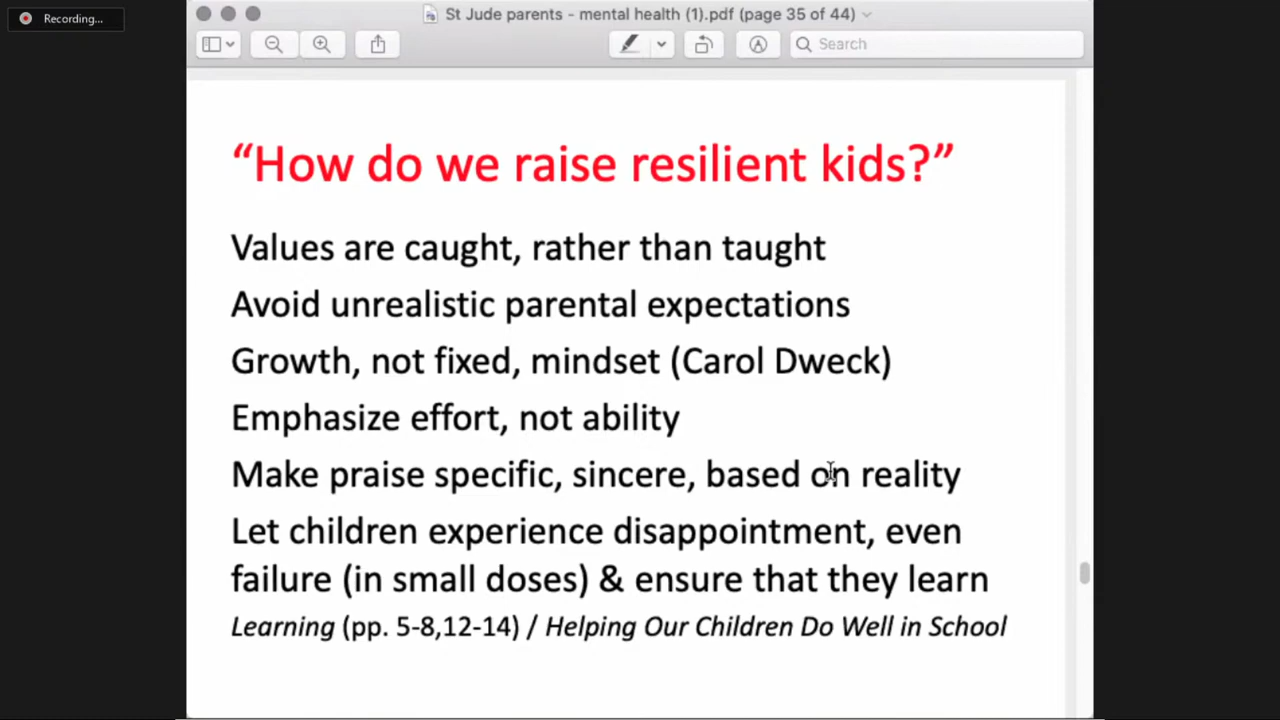 Recording...
St Jude parents - mental health (1).pdf (page 35 of 44)
Search
“How do we raise resilient kids?”
Values are caught, rather than taught
Avoid unrealistic parental expectations
Growth, not fixed, mindset (Carol Dweck)
Emphasize effort, not ability
Make praise specific, sincere, based on reality
Let children experience disappointment, even
failure (in small doses) & ensure that they learn
Learning (pp. 5-8,12-14) / Helping Our Children Do Well in School